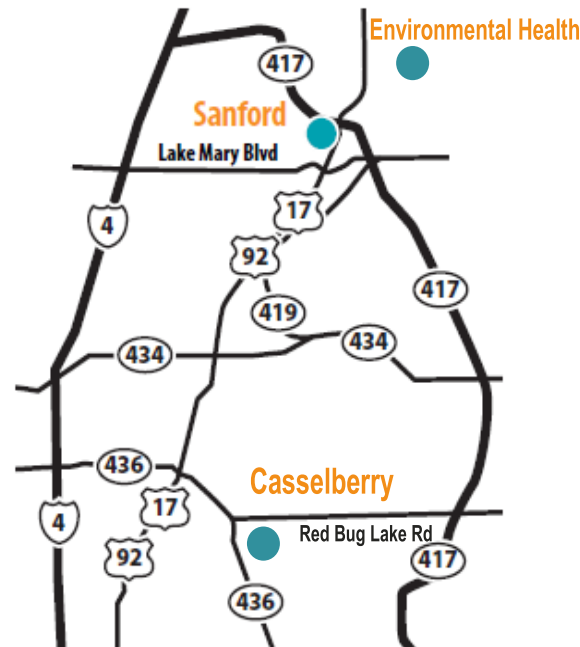 Environmental Health
417
Sanford
Lake Mary Blvd
17
4
92
417
419
434
434
436
Casselberry
17
4
Red Bug Lake Rd
92
417
436